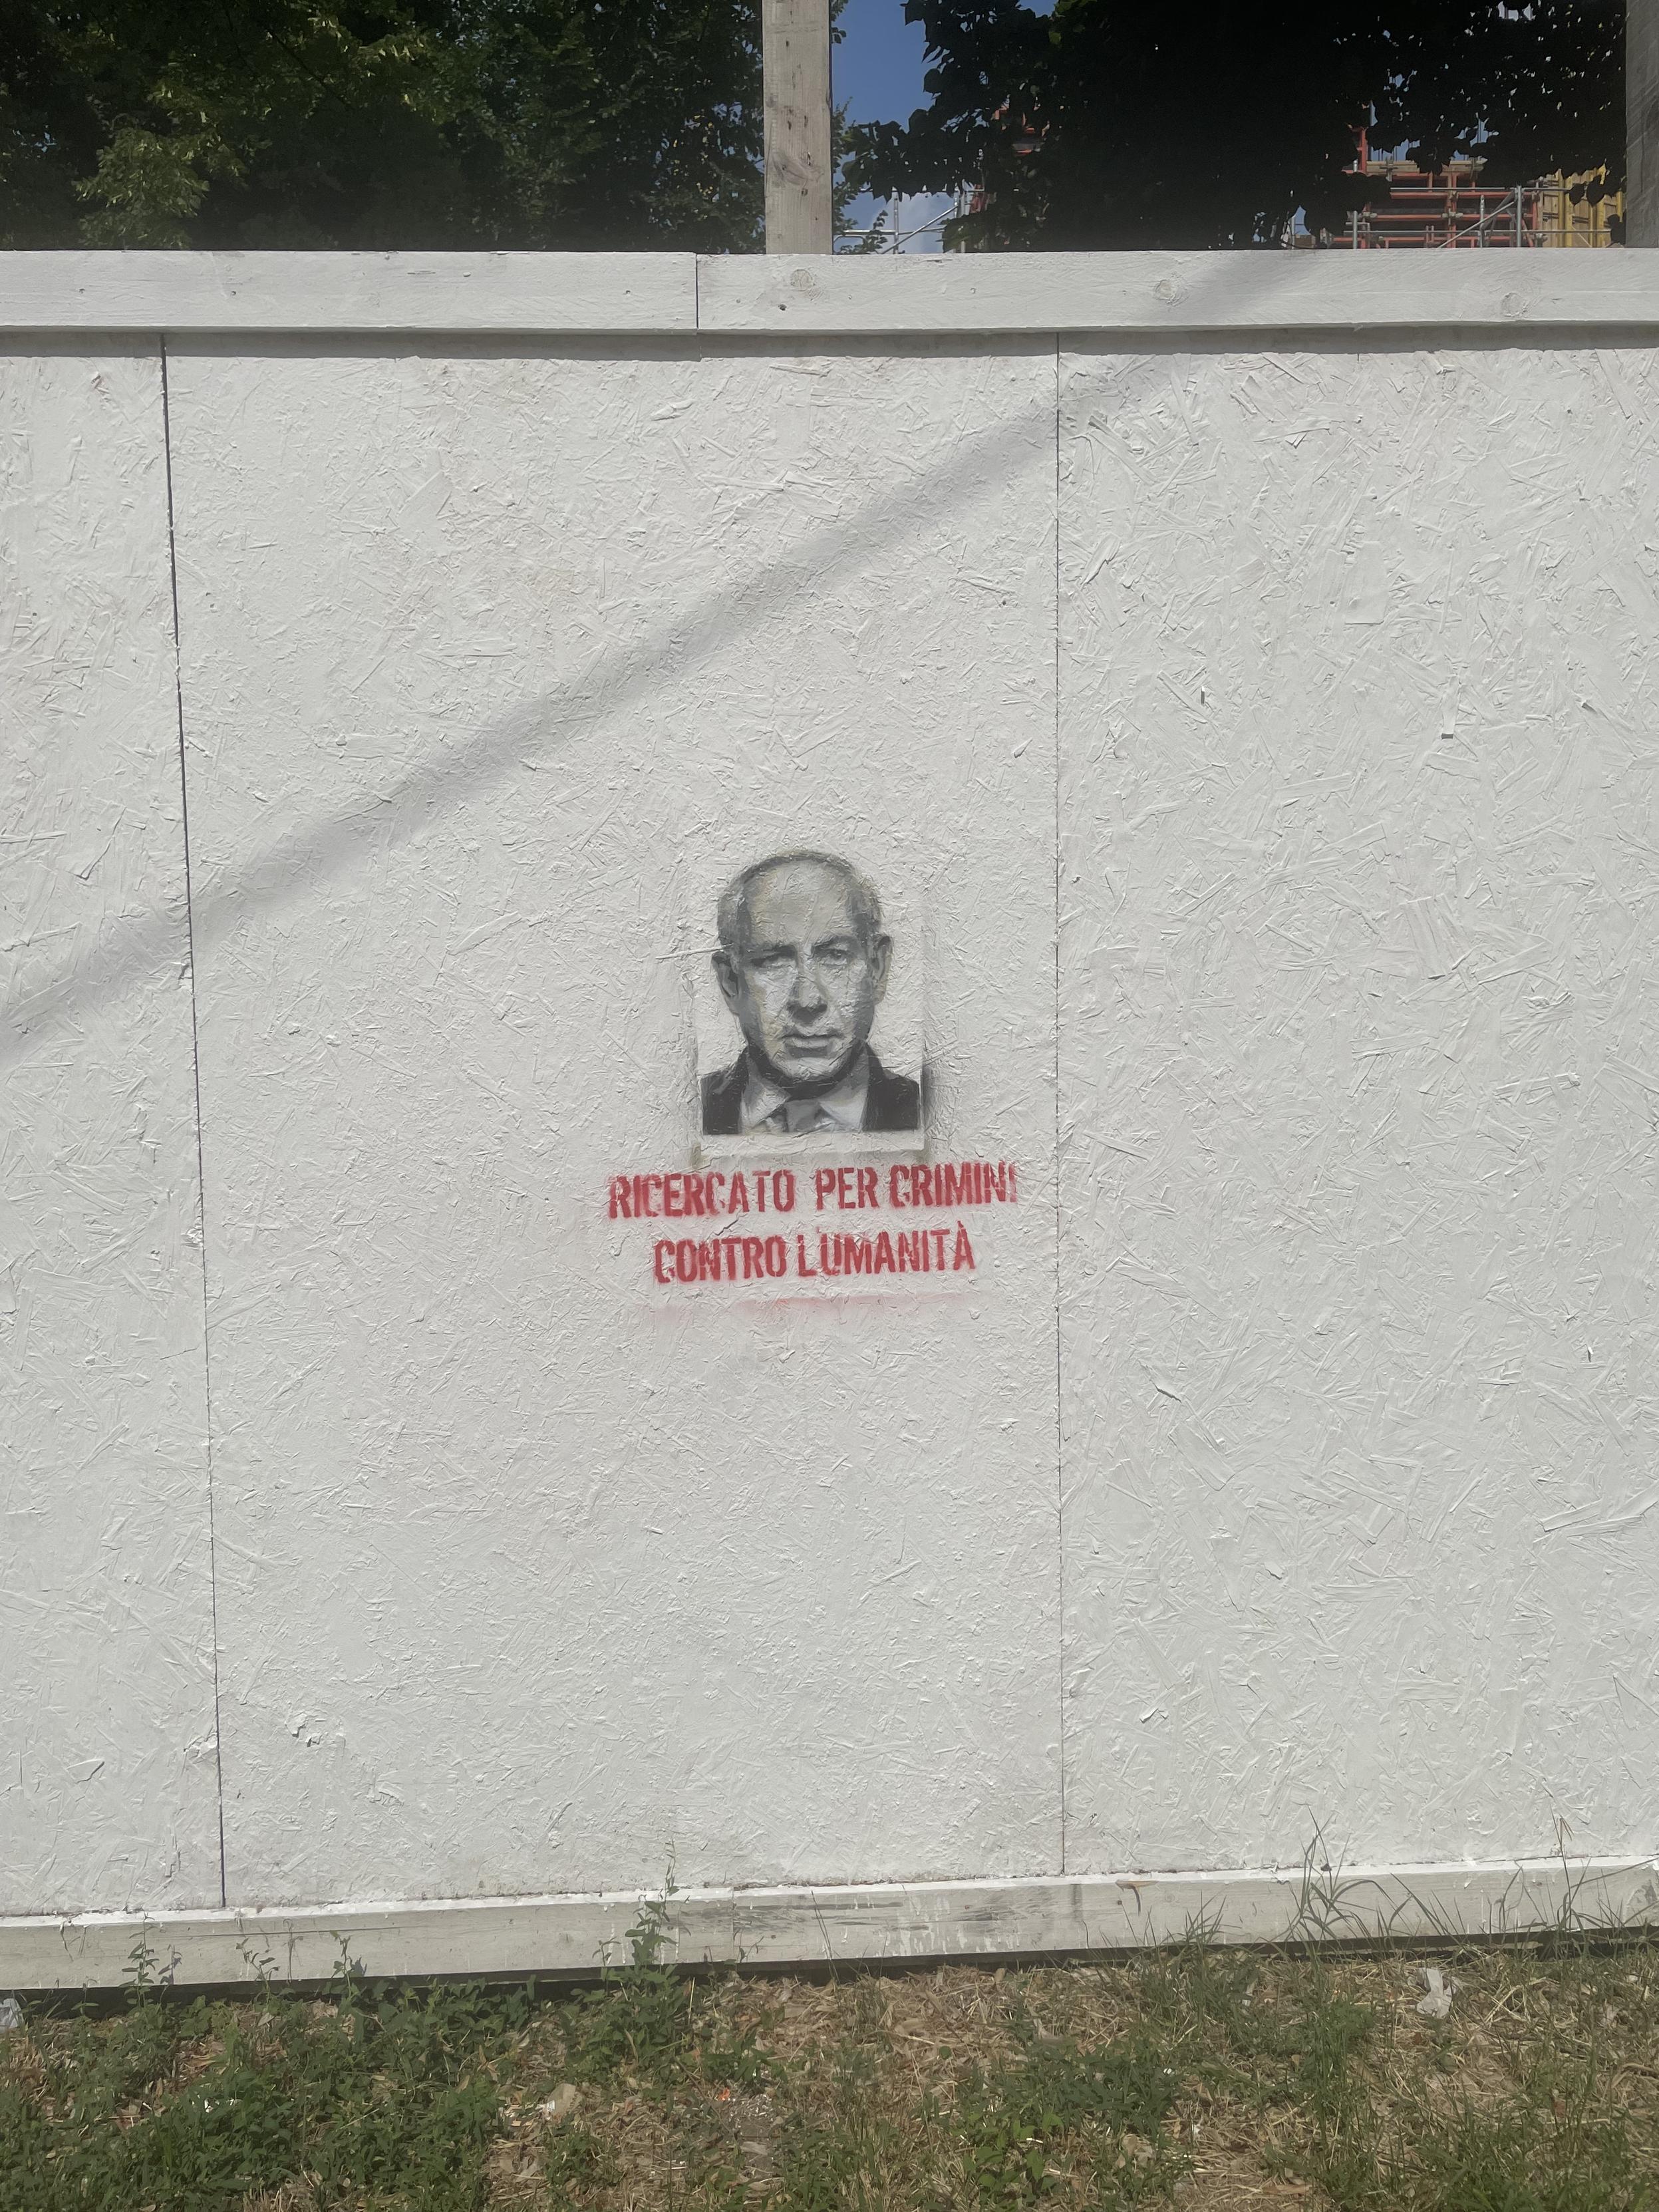 RICERCATO PER CRIMINI
CONTRO L'UMANITÀ